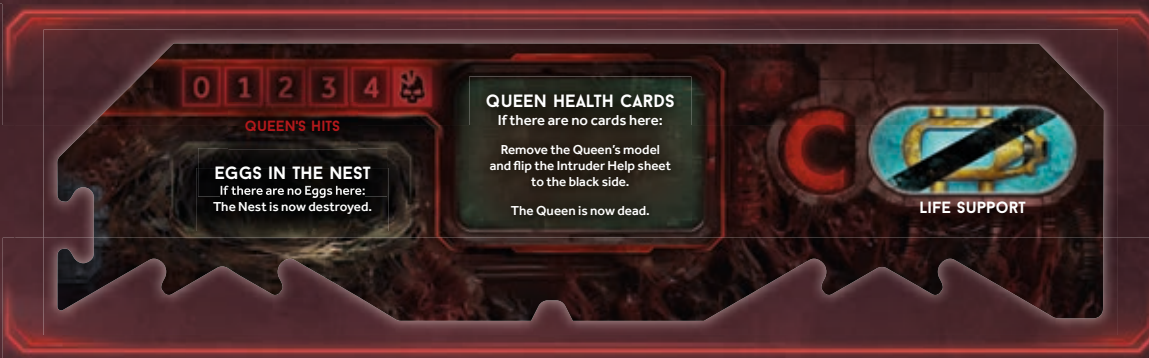 0 1 2 3 4
QUEEN'S HITS
EGGS IN THE NEST
If there are no Eggs here:
The Nest is now destroyed.
QUEEN HEALTH CARDS
If there are no cards here:
Remove the Queen's model
and flip the Intruder Help sheet
to the black side.
The Queen is now dead.
C
LIFE SUPPORT